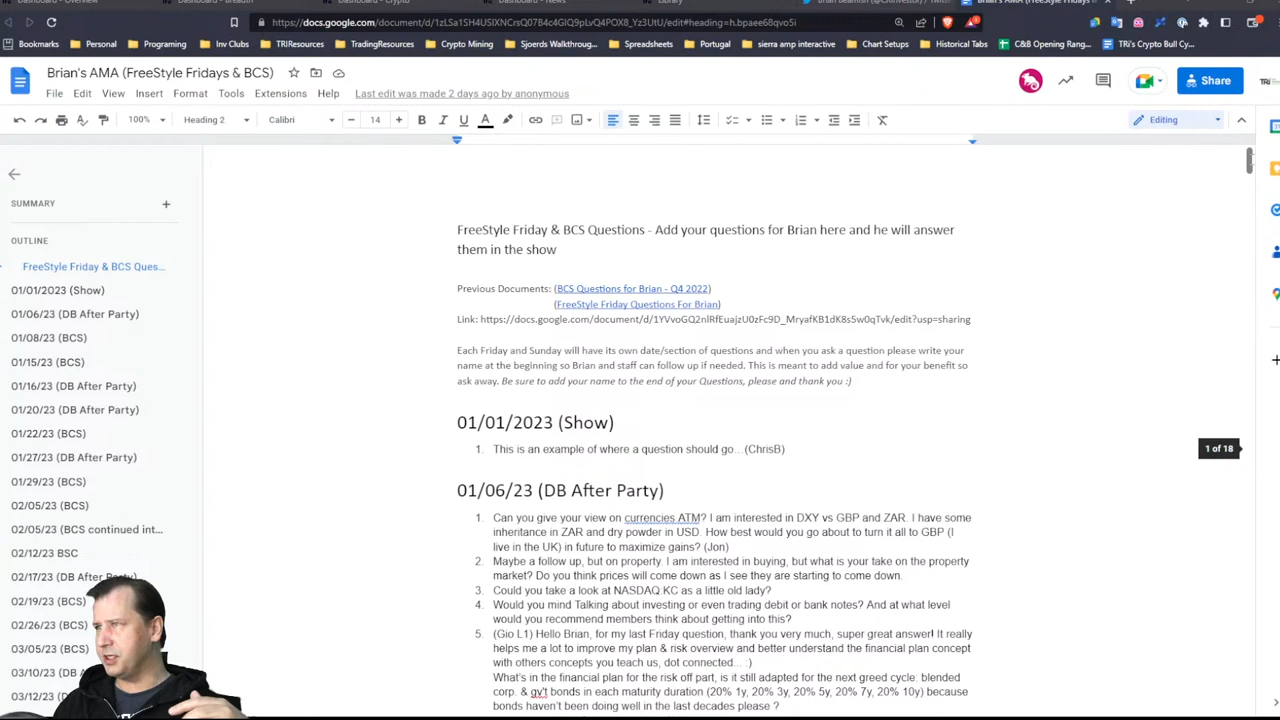 https://docs.google.com/document/d/1zLSa1SH4USIXNCrsQ07B4c4GIQ9pLvQ4POX8_Yz3UtU/edit#heading=h.bpaee68qvo5i
Bookmarks Personal Programing Inv Clubs TRIResources TradingResources Crypto Mining Sjoerds Walkthroug... Spreadsheets Portugal sierra amp interactive Chart Setups Historical Tabs C&B Opening Rang... TRi's Crypto Bull Cy...
Brian's AMA (FreeStyle Fridays & BCS)
Share
File Edit View Insert Format Tools Extensions Help Last edit was made 2 days ago by anonymous
100% Heading 2 Calibri 14 Editing
SUMMARY
OUTLINE
FreeStyle Friday & BCS Ques...
01/01/2023 (Show)
01/06/23 (DB After Party)
01/08/23 (BCS)
01/15/23 (BCS)
01/16/23 (DB After Party)
01/20/23 (DB After Party)
01/22/23 (BCS)
01/27/23 (DB After Party)
01/29/23 (BCS)
02/05/23 (BCS)
02/05/23 (BCS continued int...
02/12/23 BSC
02/17/23 (DB After Party)
02/19/23 (BCS)
02/26/23 (BCS)
03/05/23 (BCS)
03/10/23 (DB After
03/12/23 (BCS)
FreeStyle Friday & BCS Questions - Add your questions for Brian here and he will answer
them in the show
Previous Documents: (BCS Questions for Brian - Q4 2022)
(FreeStyle Friday Questions For Brian)
Link: https://docs.google.com/document/d/1YVvoGQ2nlRfEuajzU0zFc9D_MryafKB1dK8s5w0qTvk/edit?usp=sharing
Each Friday and Sunday will have its own date/section of questions and when you ask a question please write your
name at the beginning so Brian and staff can follow up if needed. This is meant to add value and for your benefit so
ask away. Be sure to add your name to the end of your Questions, please and thank you :)
01/01/2023 (Show)
1. This is an example of where a question should go...(ChrisB)
1 of 18
01/06/23 (DB After Party)
1. Can you give your view on currencies ATM? I am interested in DXY vs GBP and ZAR. I have some
inheritance in ZAR and dry powder in USD. How best would you go about to turn it all to GBP (I
live in the UK) in future to maximize gains? (Jon)
2. Maybe a follow up, but on property. I am interested in buying, but what is your take on the property
market? Do you think prices will come down as I see they are starting to come down.
3. Could you take a look at NASDAQ:KC as a little old lady?
4. Would you mind Talking about investing or even trading debit or bank notes? And at what level
would you recommend members think about getting into this?
5. (Gio L1) Hello Brian, for my last Friday question, thank you very much, super great answer! It really
helps me a lot to improve my plan & risk overview and better understand the financial plan concept
with others concepts you teach us, dot connected... :)
What's in the financial plan for the risk off part, is it still adapted for the next greed cycle: blended
corp. & gv't bonds in each maturity duration (20% 1y, 20% 3y, 20% 5y, 20% 7y, 20% 10y) because
bonds haven't been doing well in the last decades please ?